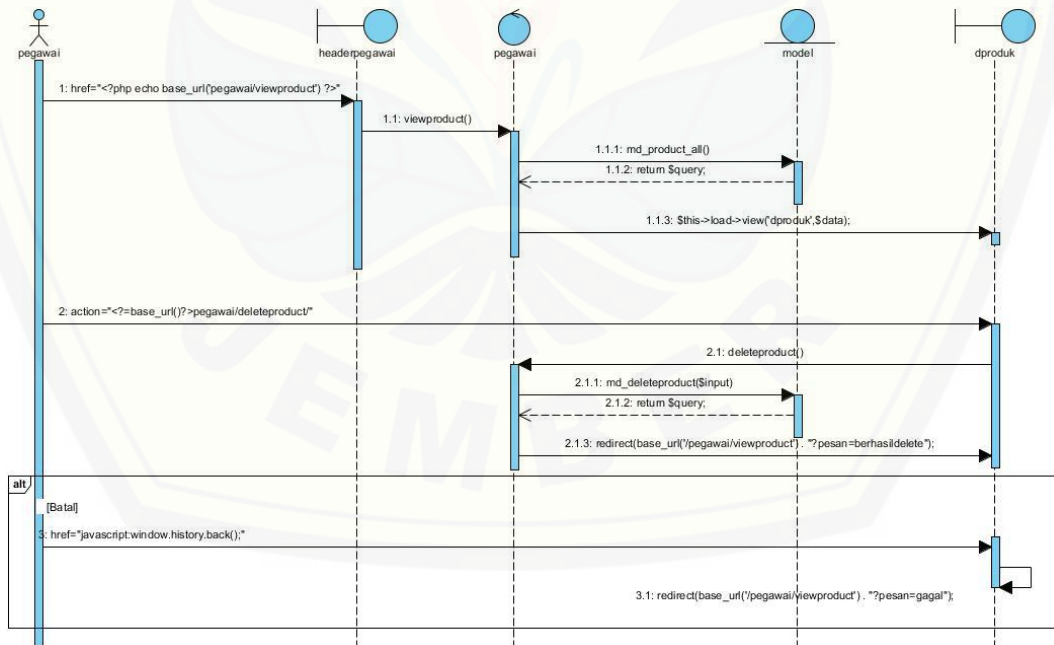 pegawai
headerpegawai
pegawai
model
dproduk
1: href="<?php echo base_url('pegawai/viewproduct') ?>"
1.1: viewproduct()
1.1.1: md_product_all()
1.1.2: return $query;
1.1.3: $this->load->view('dproduk',$data);
2: action="<?=base_url()?>pegawai/deleteproduct/"
2.1: deleteproduct()
2.1.1: md_deleteproduct($input)
2.1.2: return $query;
2.1.3: redirect(base_url('/pegawai/viewproduct') . "?pesan=berhasildelete");
alt
[Batal]
3: href="javascript:window.history.back();"
3.1: redirect(base_url('/pegawai/viewproduct') . "?pesan=gagal");
JEMBER